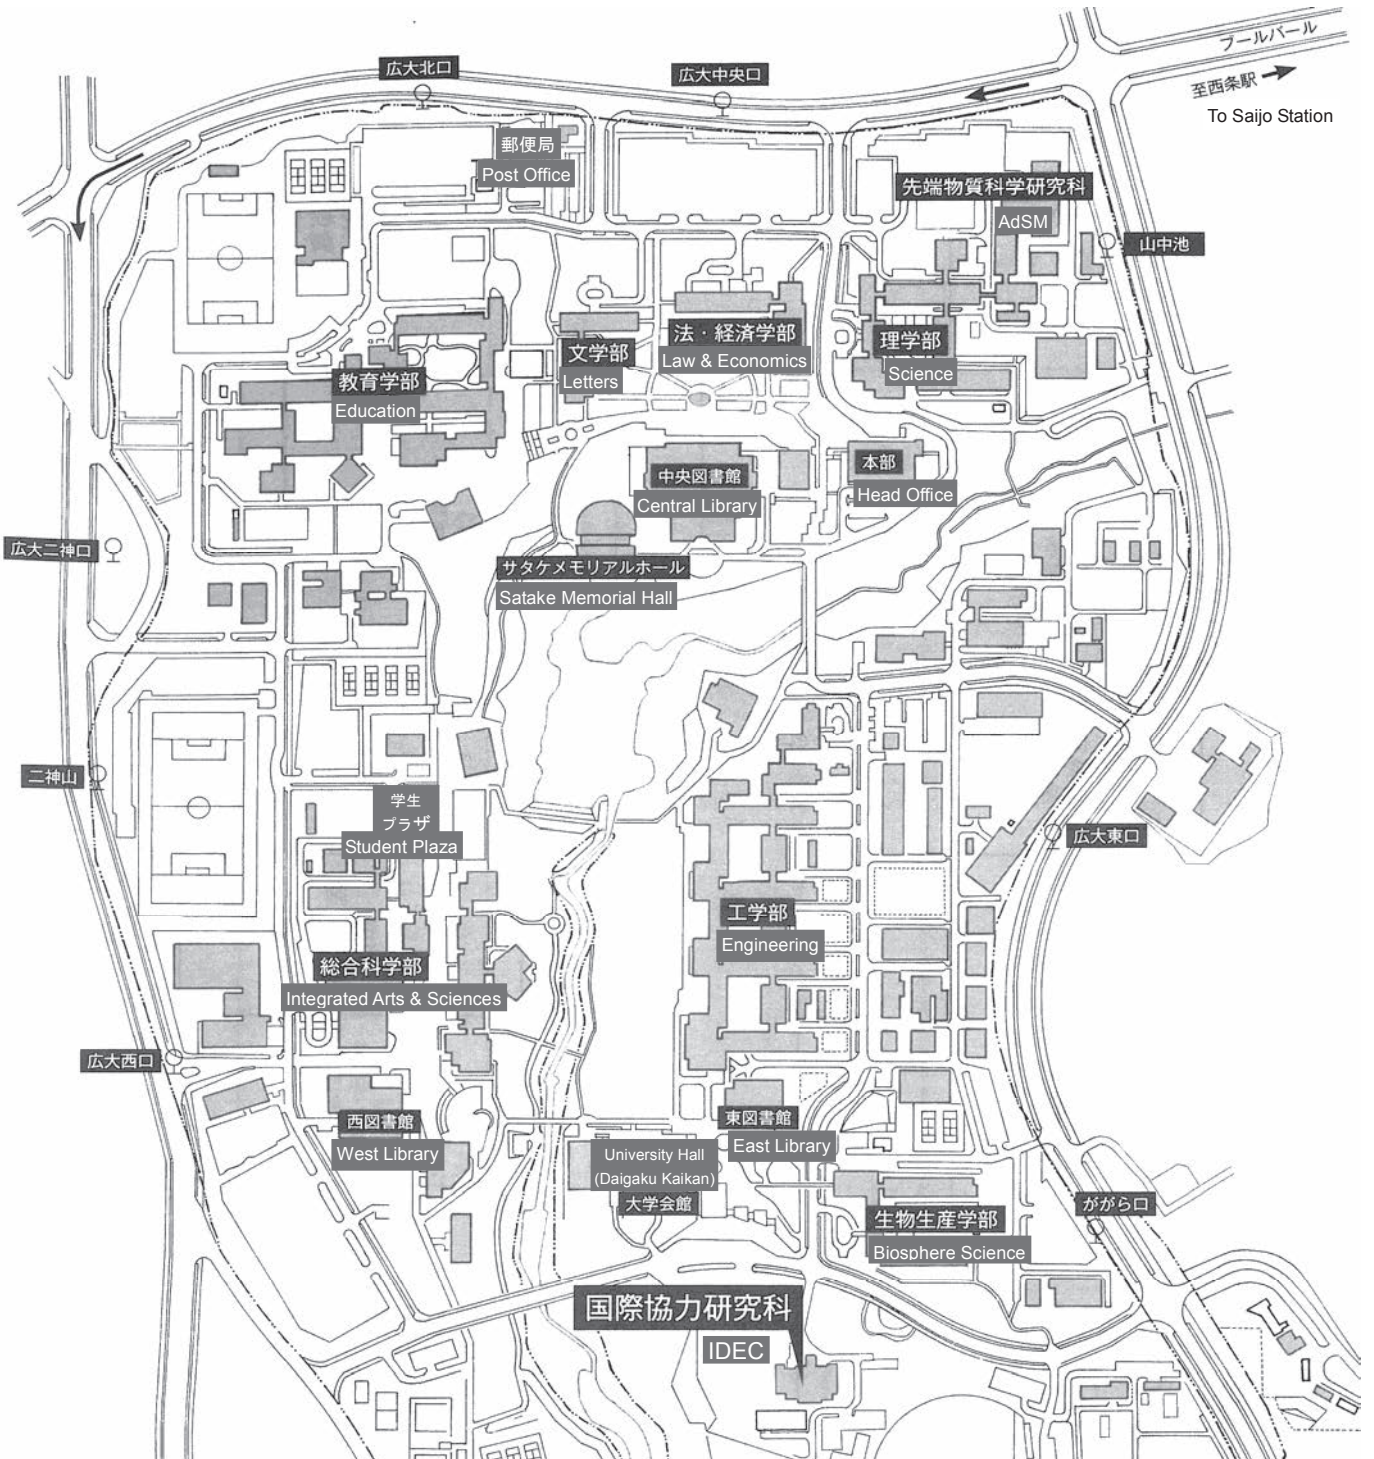 ブールバール
広大北口
広大中央口
至西条駅
To Saijo Station
郵便局
Post Office
先端物質科学研究科
AdSM
山中池
法・経済学部
Law & Economics
理学部
Science
文学部
Letters
教育学部
Education
中央図書館
Central Library
本部
Head Office
広大二神口
サタケメモリアルホール
Satake Memorial Hall
二神山
学生
プラザ
Student Plaza
広大東口
工学部
Engineering
総合科学部
Integrated Arts & Sciences
広大西口
西図書館
West Library
東図書館
East Library
University Hall
(Daigaku Kaikan)
大学会館
ががら口
生物生産学部
Biosphere Science
国際協力研究科
IDEC